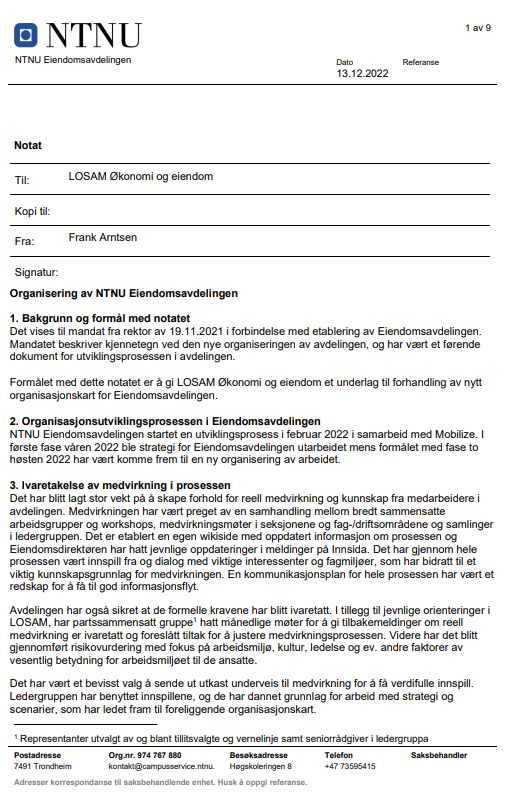 NTNU
1 av 9
NTNU Eiendomsavdelingen
Dato
Referanse
13.12.2022
Notat
Til:
LOSAM Økonomi og eiendom
Kopi til:
Fra:
Frank Arntsen
Signatur:
Organisering av NTNU Eiendomsavdelingen
1. Bakgrunn og formål med notatet
Det vises til mandat fra rektor av 19.11.2021 i forbindelse med etablering av Eiendomsavdelingen.
Mandatet beskriver kjennetegn ved den nye organiseringen av avdelingen, og har vært et førende
dokument for utviklingsprosessen i avdelingen.
Formålet med dette notatet er å gi LOSAM Økonomi og eiendom et underlag til forhandling av nytt
organisasjonskart for Eiendomsavdelingen.
2. Organisasjonsutviklingsprosessen i Eiendomsavdelingen
NTNU Eiendomsavdelingen startet en utviklingsprosess i februar 2022 i samarbeid med Mobilize. I
første fase våren 2022 ble strategi for Eiendomsavdelingen utarbeidet mens formålet med fase to
høsten 2022 har vært komme frem til en ny organisering av arbeidet.
3. Ivaretakelse av medvirkning i prosessen
Det har blitt lagt stor vekt på å skape forhold for reell medvirkning og kunnskap fra medarbeidere i
avdelingen. Medvirkningen har vært preget av en samhandling mellom bredt sammensatte
arbeidsgrupper og workshops, medvirkningsmøter i seksjonene og fag-/driftsområdene og samlinger
i ledergruppen. Det er etablert en egen wikiside med oppdatert informasjon om prosessen og
Eiendomsdirektøren har hatt jevnlige oppdateringer i meldinger på Innsida. Det har gjennom hele
prosessen vært innspill fra og dialog med viktige interessenter og fagmiljøer, som har bidratt til et
viktig kunnskapsgrunnlag for medvirkningen. En kommunikasjonsplan for hele prosessen har vært et
redskap for å få til god informasjonsflyt.
Avdelingen har også sikret at de formelle kravene har blitt ivaretatt. I tillegg til jevnlige orienteringer i
LOSAM, har partssammensatt gruppe¹ hatt månedlige møter for å gi tilbakemeldinger om reell
medvirkning er ivaretatt og foreslått tiltak for å justere medvirkningsprosessen. Videre har det blitt
gjennomført risikovurdering med fokus på arbeidsmiljø, kultur, ledelse og ev. andre faktorer av
vesentlig betydning for arbeidsmiljøet til de ansatte.
Det har vært et bevisst valg å sende ut utkast underveis til medvirkning for å få verdifulle innspill.
Ledergruppen har benyttet innspillene, og de har dannet grunnlag for arbeid med strategi og
scenarier, som har ledet fram til foreliggende organisasjonskart.
¹ Representanter utvalgt av og blant tillitsvalgte og vernelinje samt seniorrådgiver i ledergruppa
Postadresse
Org.nr. 974 767 880
Besøksadresse
Telefon
Saksbehandler
7491 Trondheim
kontakt@campusservice.ntnu.
Høgskoleringen 8
+47 73595415
Adresser korrespondanse til saksbehandlende enhet. Husk å oppgi referanse.